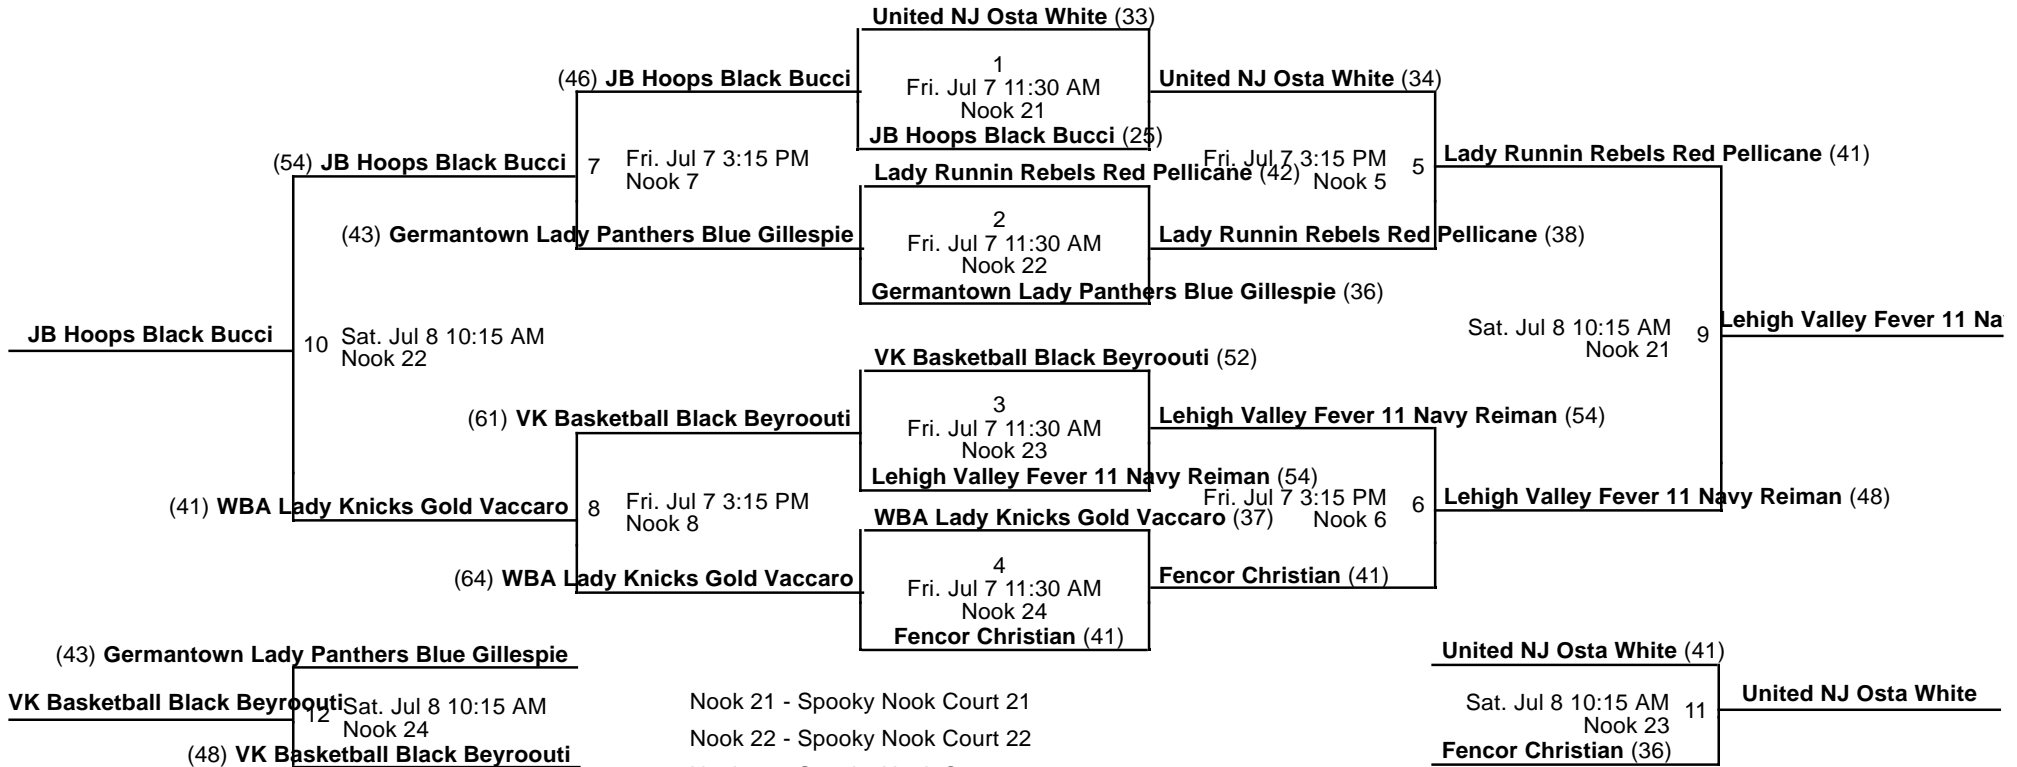 United NJ Osta White (33)
1
Fri. Jul 7 11:30 AM
Nook 21
JB Hoops Black Bucci (25)
(46) JB Hoops Black Bucci
United NJ Osta White (34)
(54) JB Hoops Black Bucci
7
Fri. Jul 7 3:15 PM
Nook 7
Fri. Jul 7 3:15 PM
Nook 5
5
Lady Runnin Rebels Red Pellicane (41)
Lady Runnin Rebels Red Pellicane (42)
2
Fri. Jul 7 11:30 AM
Nook 22
Germantown Lady Panthers Blue Gillespie (36)
(43) Germantown Lady Panthers Blue Gillespie
Lady Runnin Rebels Red Pellicane (38)
JB Hoops Black Bucci
10
Sat. Jul 8 10:15 AM
Nook 22
Sat. Jul 8 10:15 AM
Nook 21
9
Lehigh Valley Fever 11
VK Basketball Black Beyroouti (52)
3
Fri. Jul 7 11:30 AM
Nook 23
Lehigh Valley Fever 11 Navy Reiman (54)
(61) VK Basketball Black Beyroouti
Lehigh Valley Fever 11 Navy Reiman (54)
(41) WBA Lady Knicks Gold Vaccaro
8
Fri. Jul 7 3:15 PM
Nook 8
Fri. Jul 7 3:15 PM
Nook 6
6
Lehigh Valley Fever 11 Navy Reiman (48)
WBA Lady Knicks Gold Vaccaro (37)
4
Fri. Jul 7 11:30 AM
Nook 24
Fencor Christian (41)
(64) WBA Lady Knicks Gold Vaccaro
Fencor Christian (41)
(43) Germantown Lady Panthers Blue Gillespie
VK Basketball Black Beyroouti
12
Sat. Jul 8 10:15 AM
Nook 24
(48) VK Basketball Black Beyroouti
Nook 21 - Spooky Nook Court 21
Nook 22 - Spooky Nook Court 22
United NJ Osta White (41)
Sat. Jul 8 10:15 AM
Nook 23
11
United NJ Osta White
Fencor Christian (36)